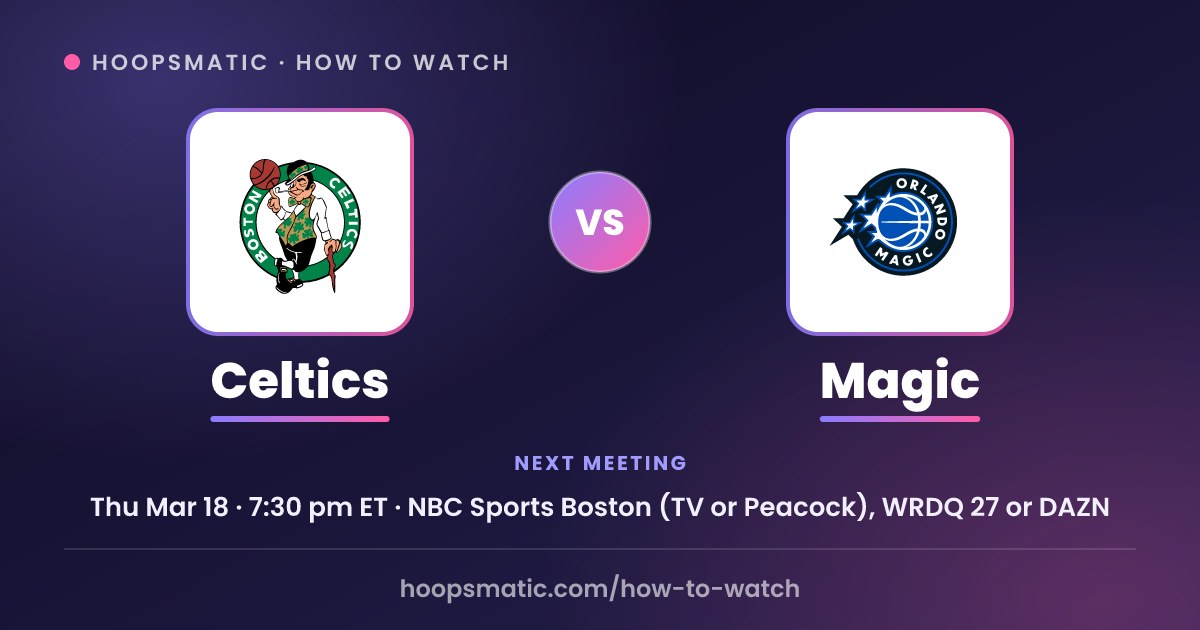 HOOPSMATIC · HOW TO WATCH
BOSTON CELTICS
VS
ORLANDO MAGIC
Celtics
Magic
NEXT MEETING
Thu Mar 18 · 7:30 pm ET · NBC Sports Boston (TV or Peacock), WRDQ 27 or DAZN
hoopsmatic.com/how-to-watch